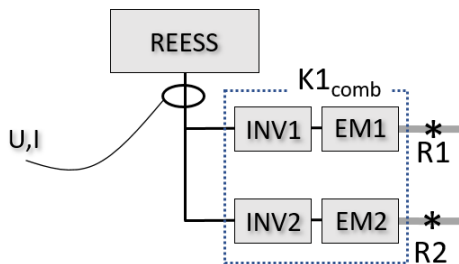 REESS
K1comb
U,I
INV1 EM1
R1
INV2 EM2
R2